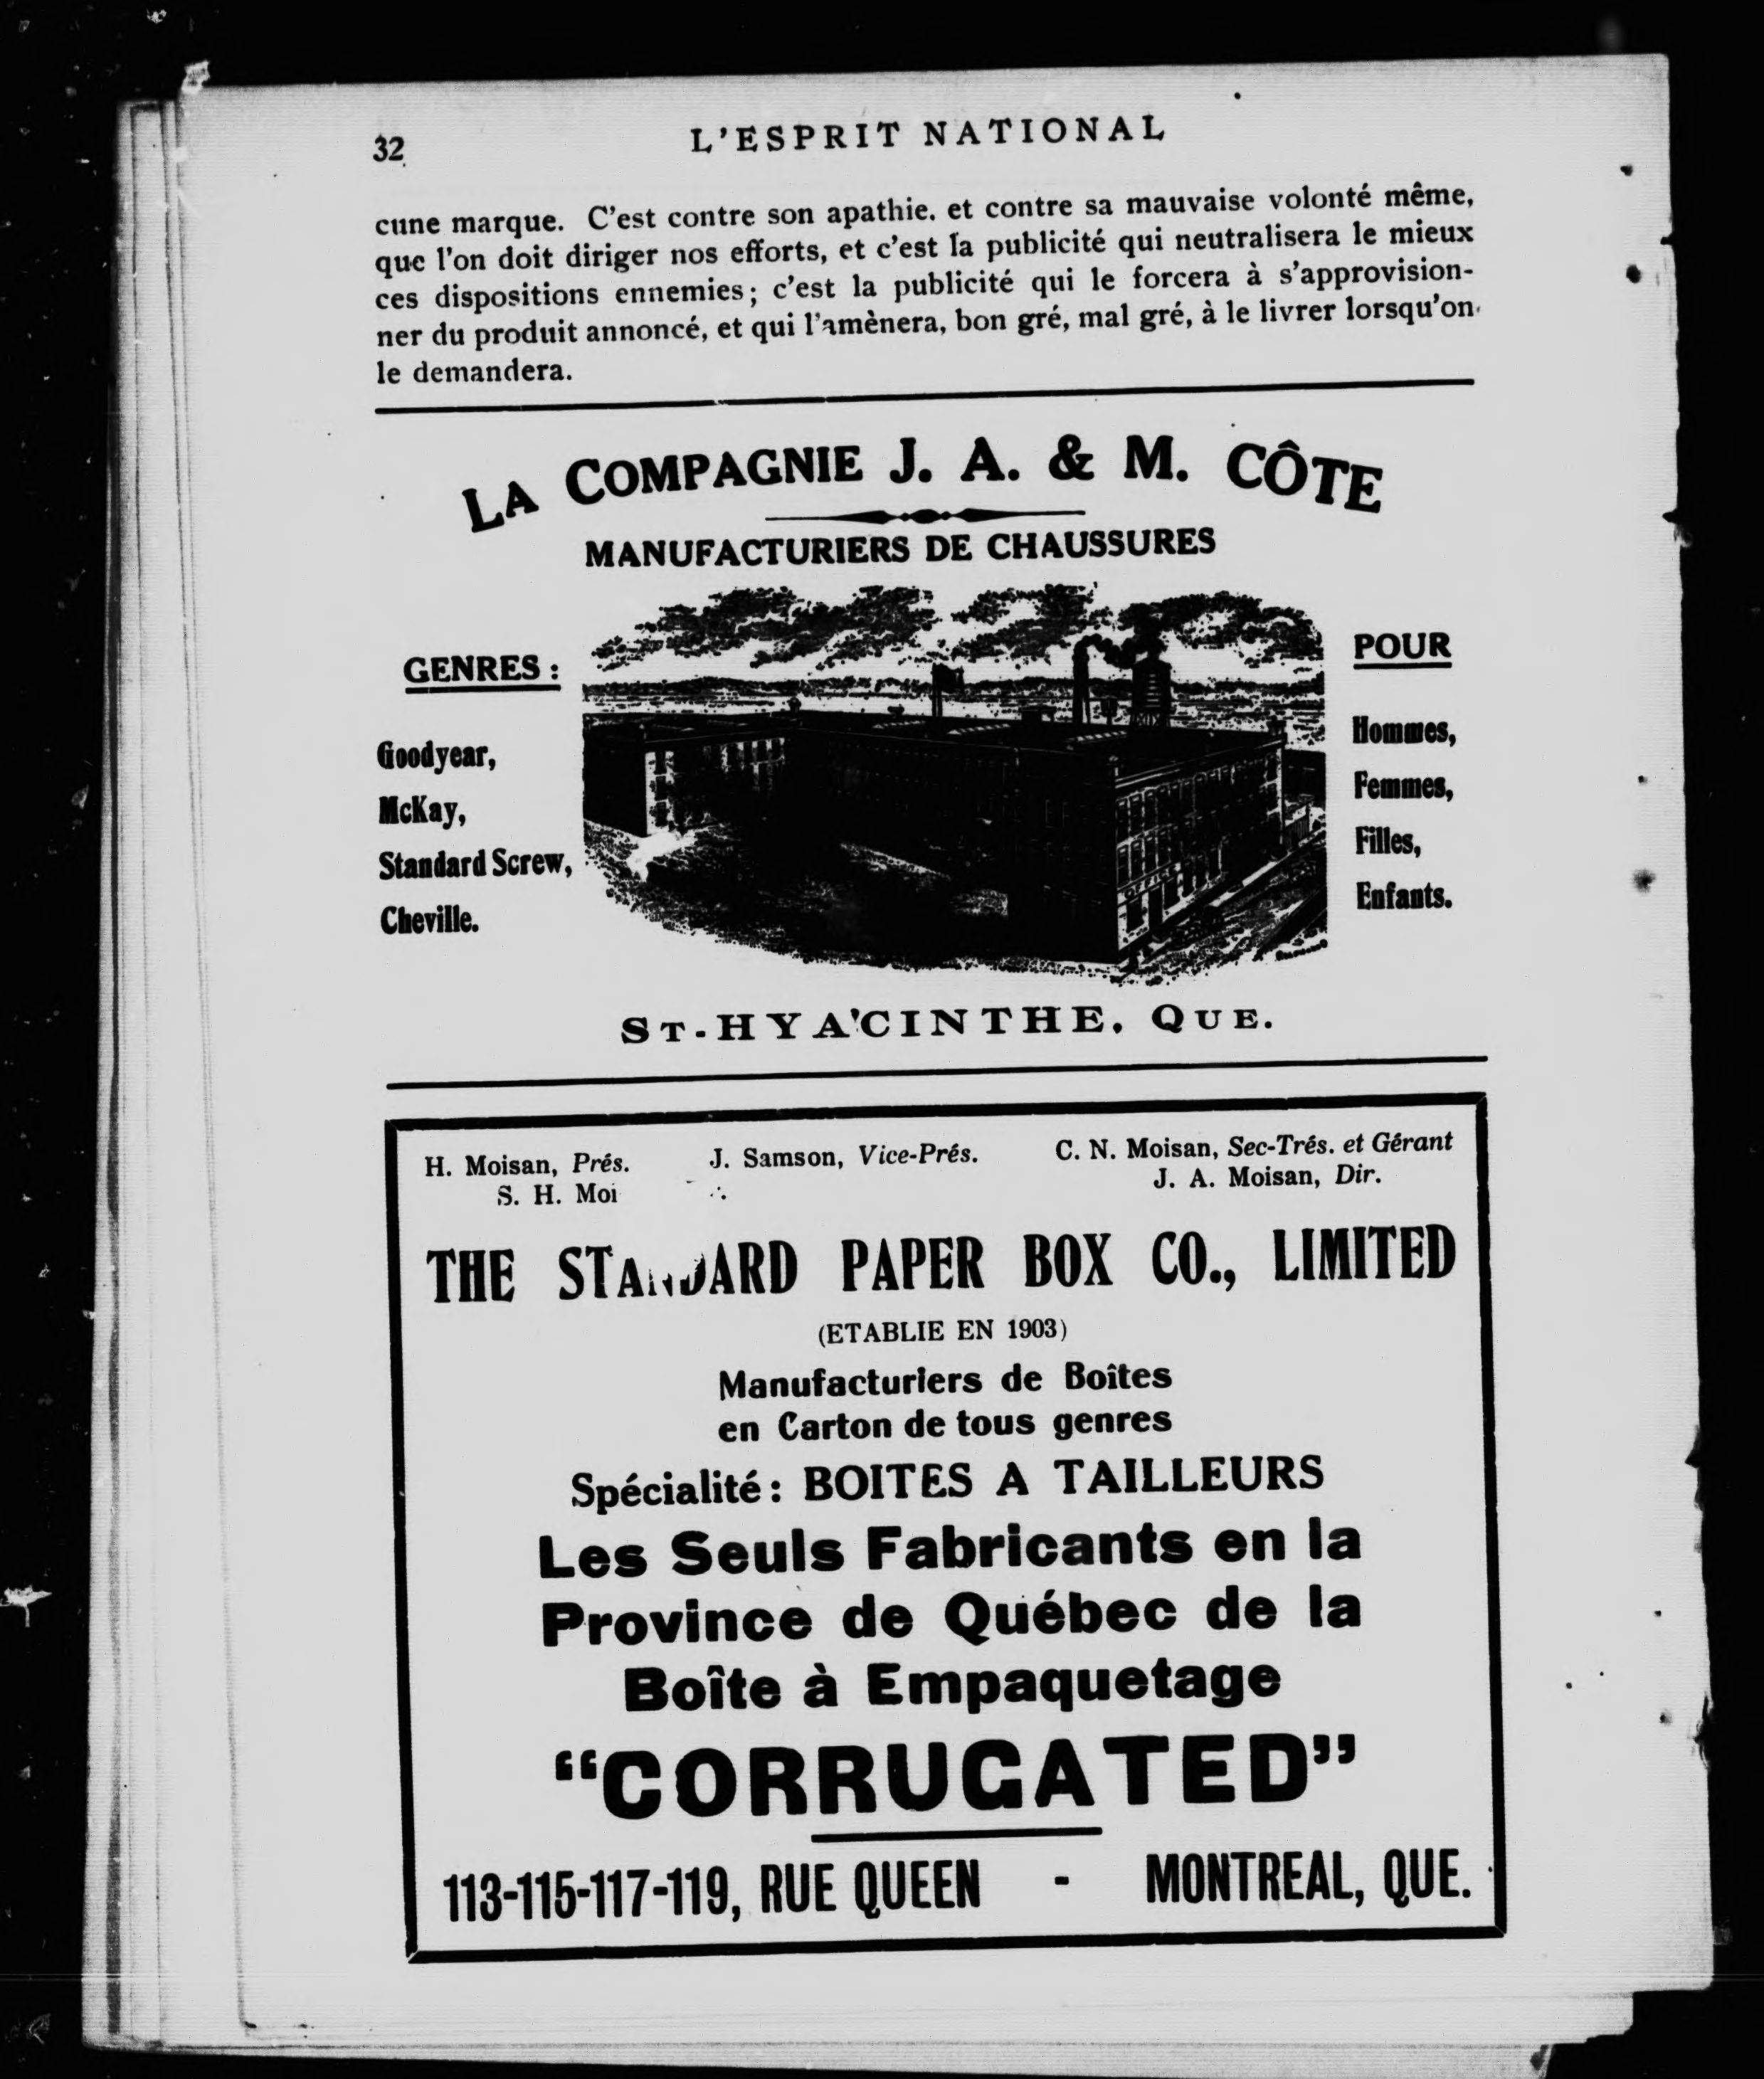 32
L'ESPRIT NATIONAL
cune marque. C'est contre son apathie. et contre sa mauvaise volonté même,
que l'on doit diriger nos efforts, et c'est la publicité qui neutralisera le mieux
ces dispositions ennemies; c'est la publicité qui le forcera à s'approvision-
ner du produit annoncé, et qui l'amènera, bon gré, mal gré, à le livrer lorsqu'on
le demandera.
LA COMPAGNIE J. A. & M. CÔTE
MANUFACTURIERS DE CHAUSSURES
GENRES :
Goodyear,
McKay,
Standard Screw,
Cheville.
OFFICE
POUR
Hommes,
Femmes,
Filles,
Enfants.
ST-HYACINTHE, QUE.
H. Moisan, Prés. J. Samson, Vice-Prés. C. N. Moisan, Sec-Trés. et Gérant
S. H. Moi J. A. Moisan, Dir.
THE STANDARD PAPER BOX CO., LIMITED
(ETABLIE EN 1903)
Manufacturiers de Boîtes
en Carton de tous genres
Spécialité : BOITES A TAILLEURS
Les Seuls Fabricants en la
Province de Québec de la
Boîte à Empaquetage
“CORRUGATED”
113-115-117-119, RUE QUEEN - MONTREAL, QUE.